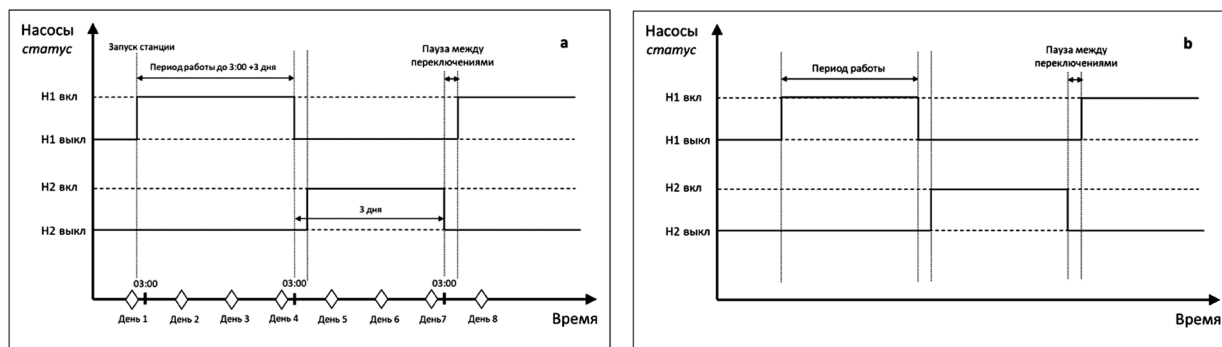 Насосы
статус
a
Запуск станции
Период работы до 3:00 +3 дня
Пауза между
переключениями
Н1 вкл
Н1 выкл
Н2 вкл
3 дня
Н2 выкл
03:00
03:00
03:00
День 1
День 2
День 3
День 4
День 5
День 6
День7
День 8
Время
Насосы
статус
b
Пауза между
переключениями
Период работы
Н1 вкл
Н1 выкл
Н2 вкл
Н2 выкл
Время